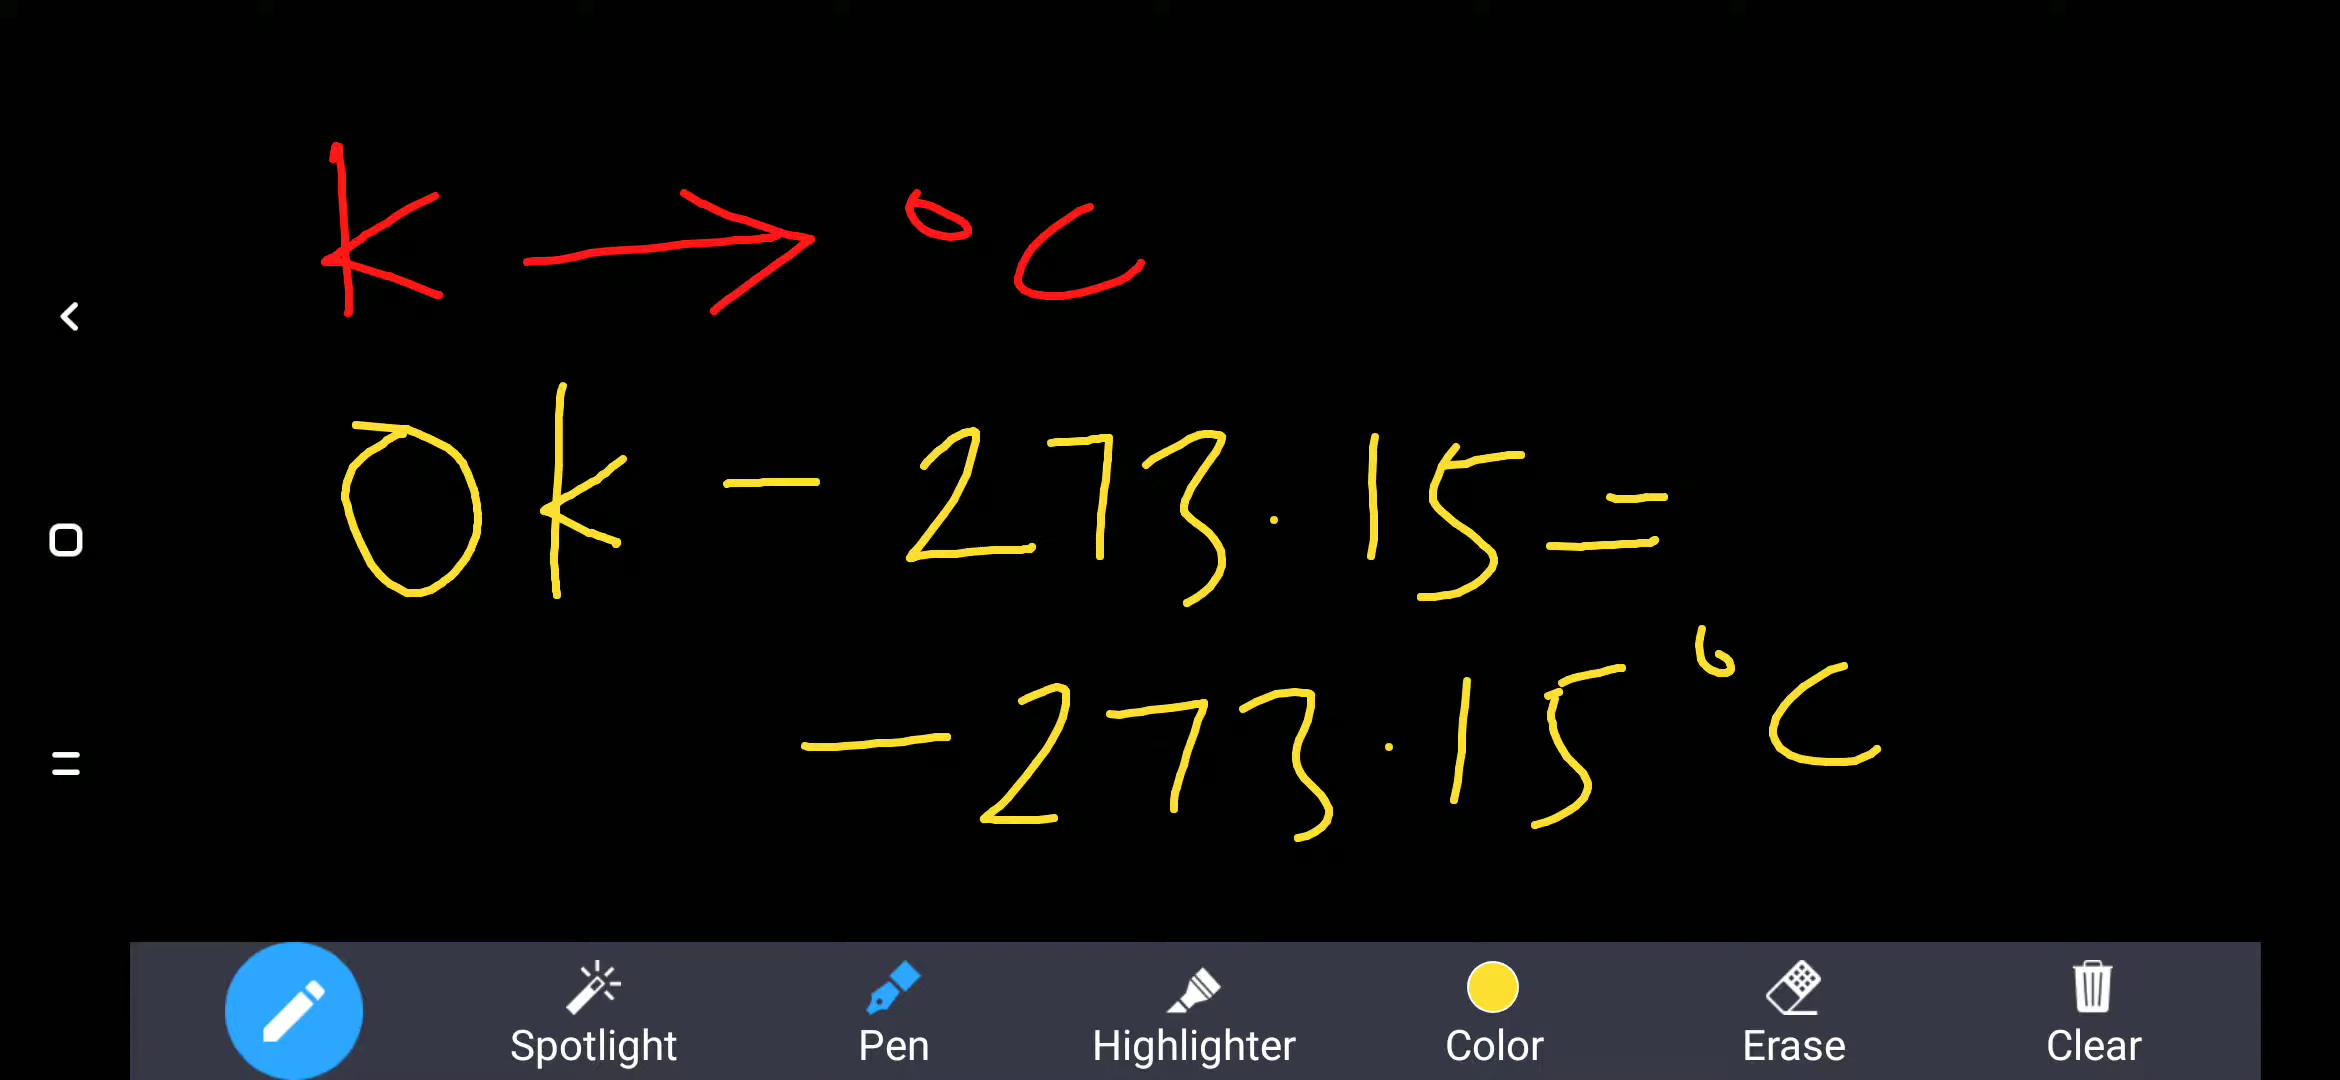 k → °C
0k - 273.15 =
- 273.15 °C
Spotlight Pen Highlighter Color Erase Clear